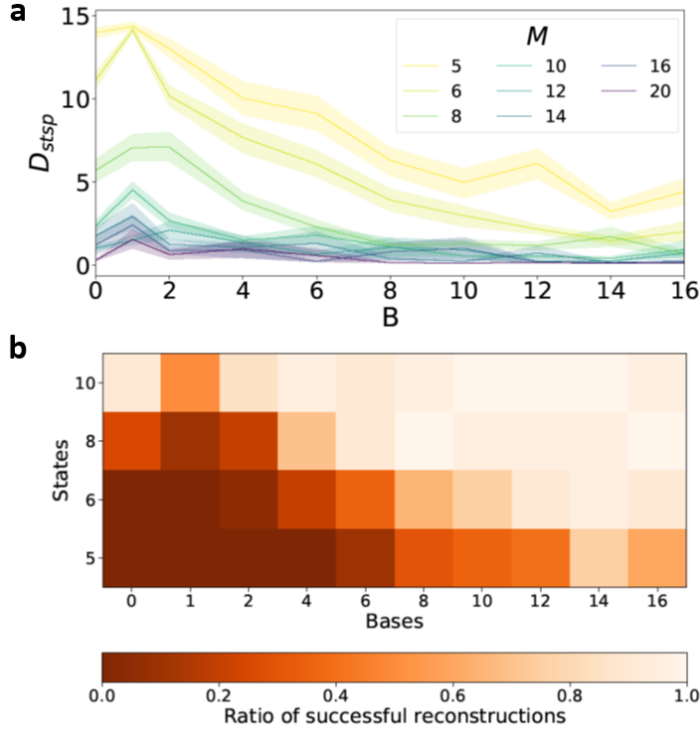 a
15
10
5
0
D_stsp
M
5 10 16
6 12 20
8 14
0 2 4 6 8 10 12 14 16
B
b
States
10
8
6
5
0 1 2 4 6 8 10 12 14 16
Bases
0.0 0.2 0.4 0.6 0.8 1.0
Ratio of successful reconstructions